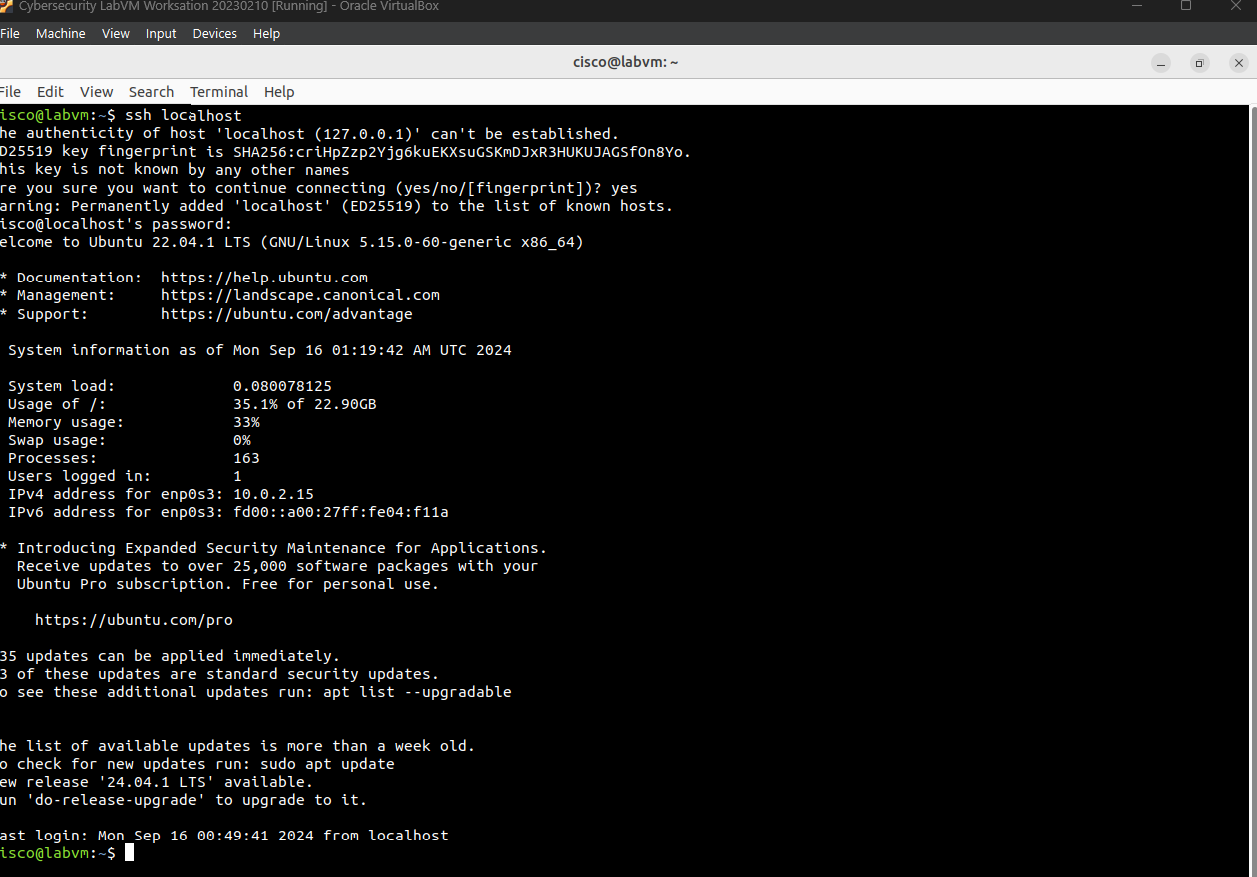 Cybersecurity LabVM Worksation 20230210 [Running] - Oracle VirtualBox
File Machine View Input Devices Help
cisco@labvm: ~
File Edit View Search Terminal Help
isco@labvm:~$ ssh localhost
he authenticity of host 'localhost (127.0.0.1)' can't be established.
D25519 key fingerprint is SHA256:criHpZzp2Yjg6kuEKXsuGSKmDJxR3HUKUJAGSfOn8Yo.
his key is not known by any other names
re you sure you want to continue connecting (yes/no/[fingerprint])? yes
arning: Permanently added 'localhost' (ED25519) to the list of known hosts.
isco@localhost's password:
elcome to Ubuntu 22.04.1 LTS (GNU/Linux 5.15.0-60-generic x86_64)
* Documentation: https://help.ubuntu.com
* Management: https://landscape.canonical.com
* Support: https://ubuntu.com/advantage
System information as of Mon Sep 16 01:19:42 AM UTC 2024
System load: 0.080078125
Usage of /: 35.1% of 22.90GB
Memory usage: 33%
Swap usage: 0%
Processes: 163
Users logged in: 1
IPv4 address for enp0s3: 10.0.2.15
IPv6 address for enp0s3: fd00::a00:27ff:fe04:f11a
* Introducing Expanded Security Maintenance for Applications.
Receive updates to over 25,000 software packages with your
Ubuntu Pro subscription. Free for personal use.
https://ubuntu.com/pro
35 updates can be applied immediately.
3 of these updates are standard security updates.
o see these additional updates run: apt list --upgradable
he list of available updates is more than a week old.
o check for new updates run: sudo apt update
ew release '24.04.1 LTS' available.
un 'do-release-upgrade' to upgrade to it.
ast login: Mon Sep 16 00:49:41 2024 from localhost
isco@labvm:~$